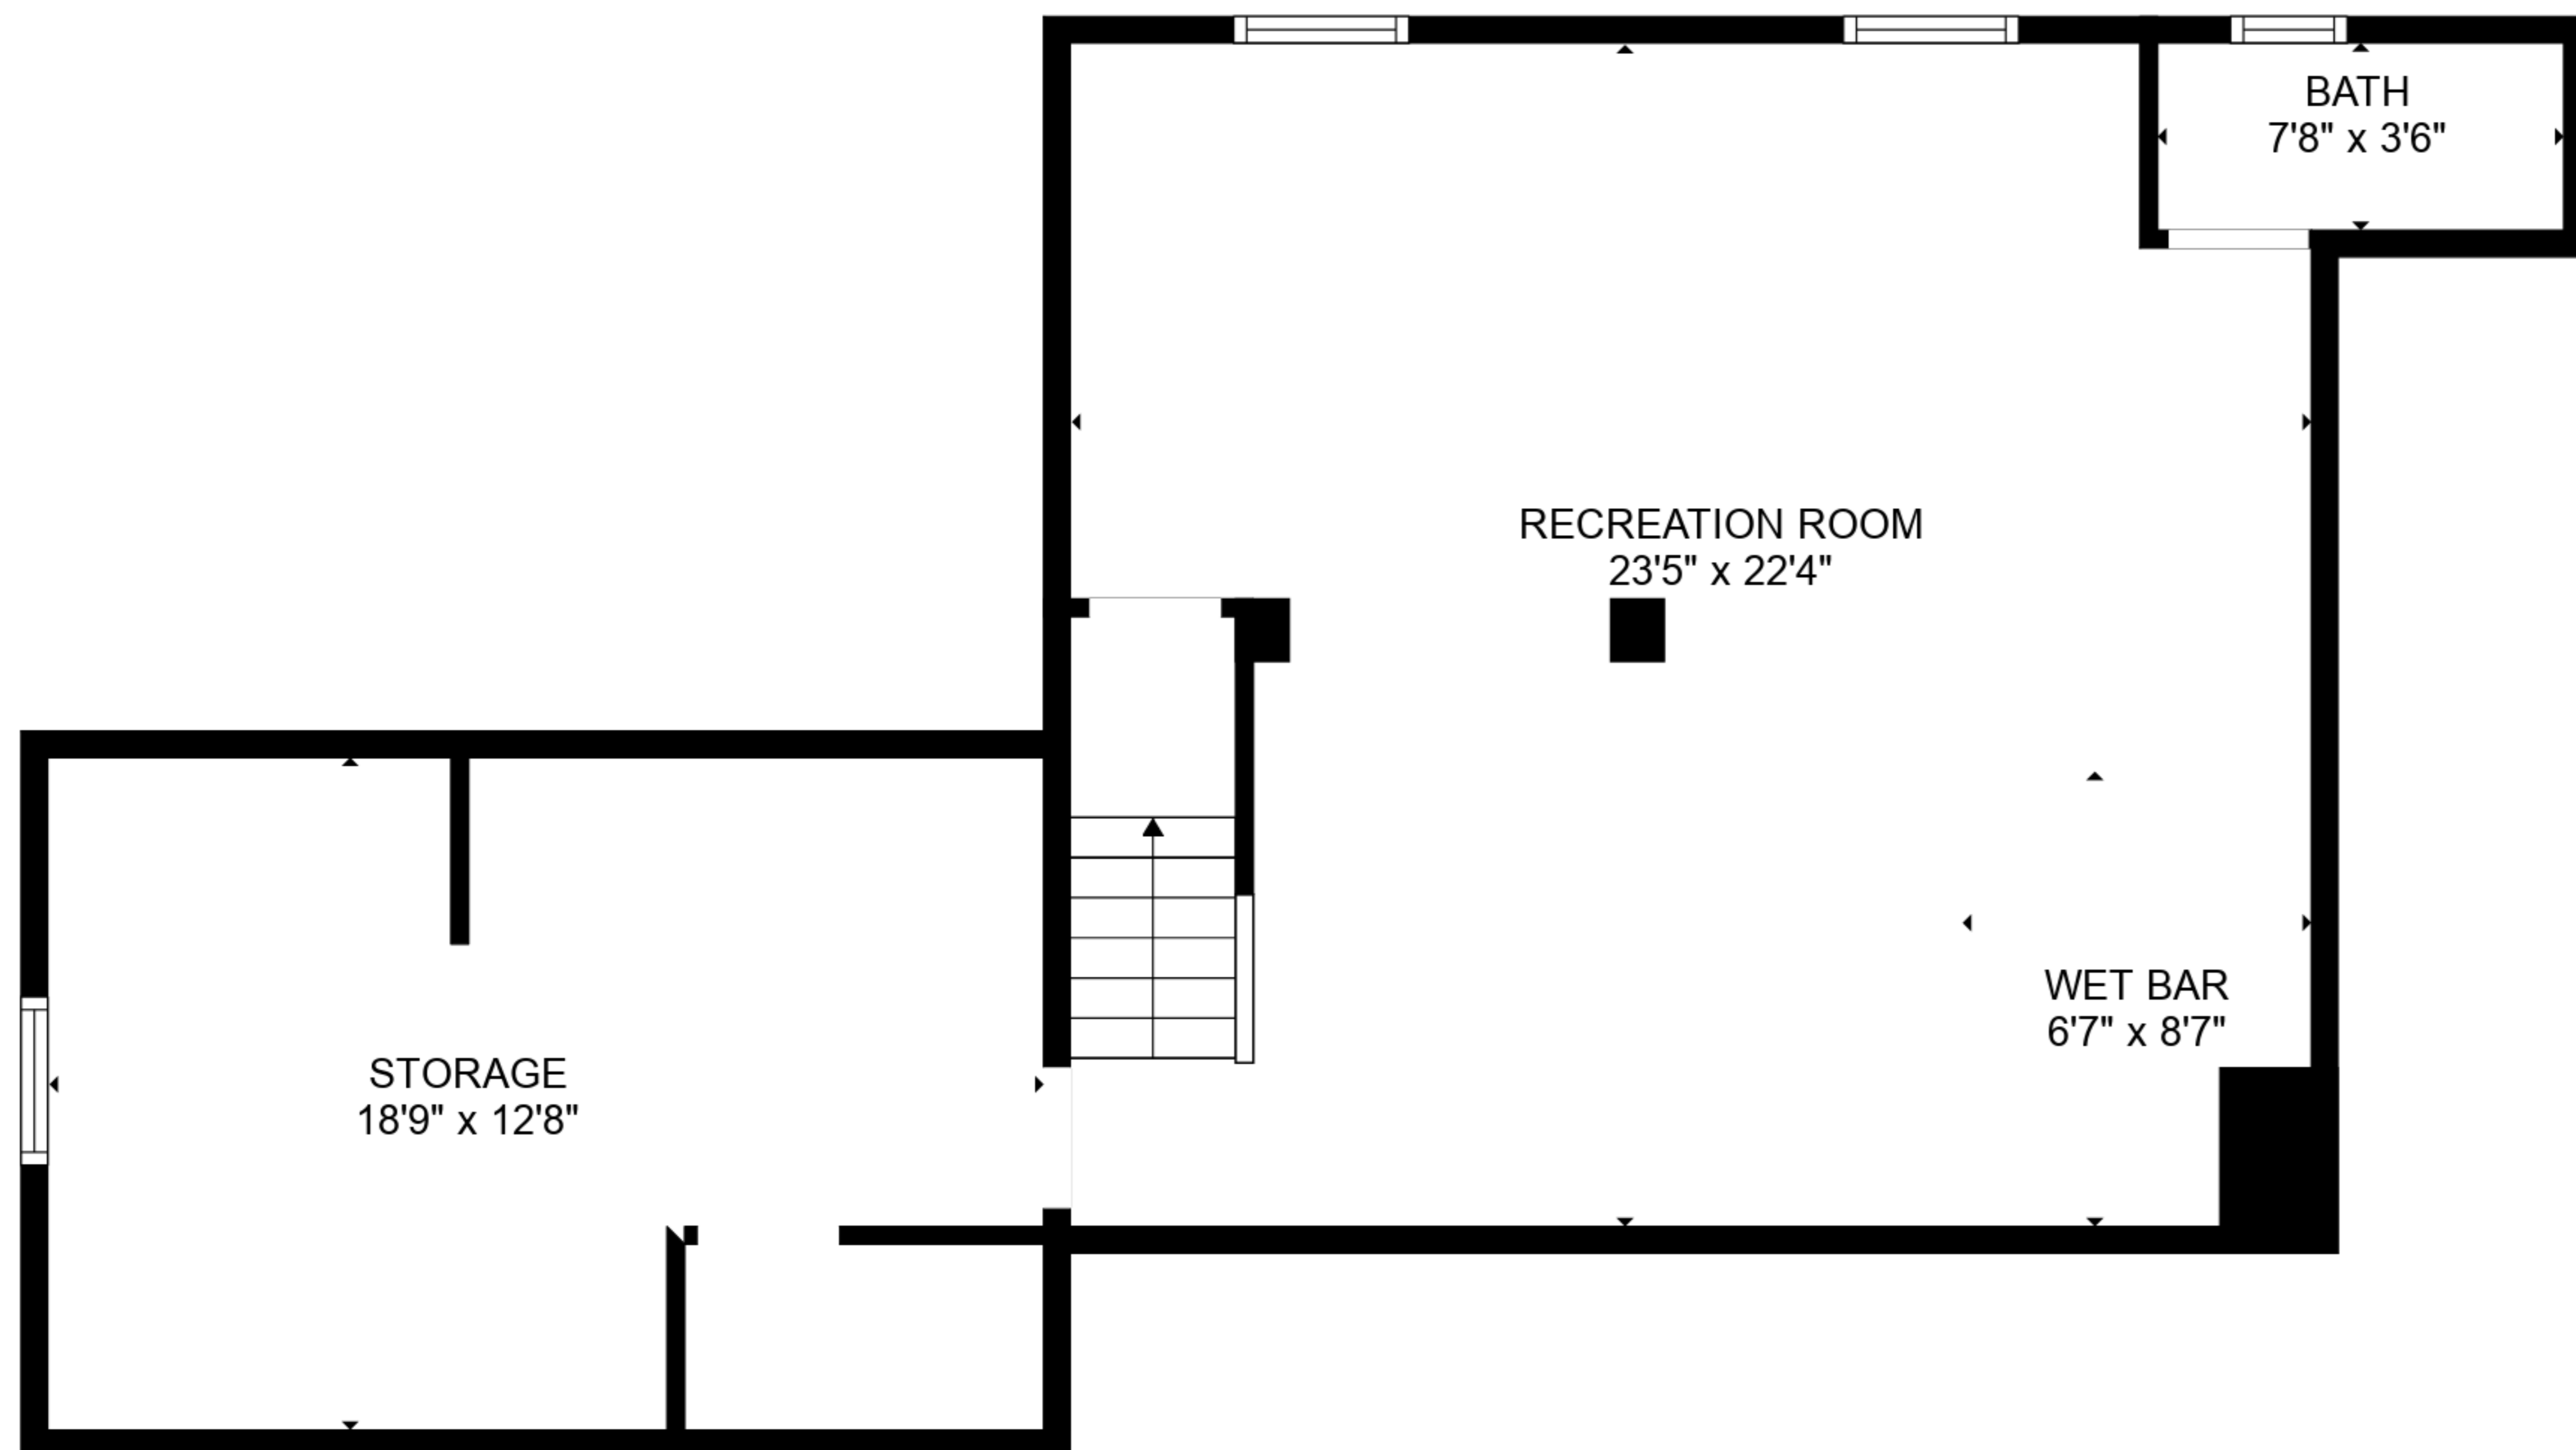 BATH
7'8" x 3'6"
RECREATION ROOM
23'5" x 22'4"
WET BAR
6'7" x 8'7"
STORAGE
18'9" x 12'8"